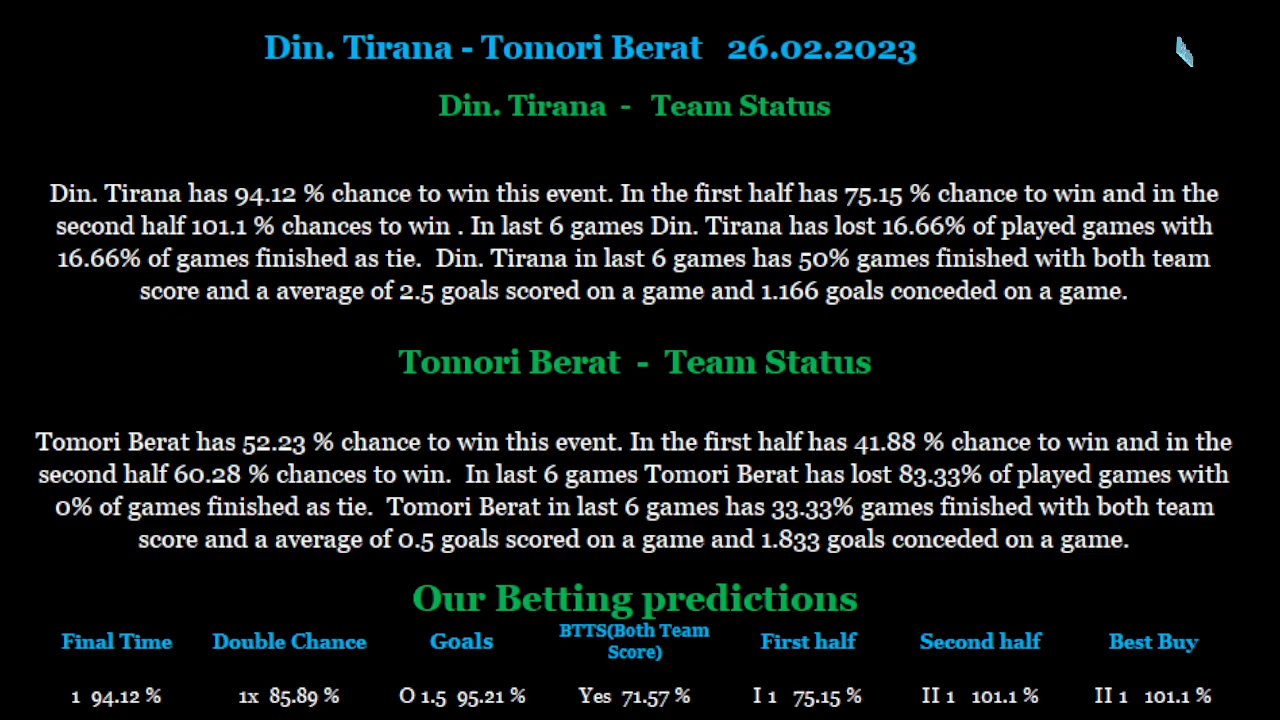 Din. Tirana - Tomori Berat 26.02.2023
Din. Tirana - Team Status
Din. Tirana has 94.12 % chance to win this event. In the first half has 75.15 % chance to win and in the
second half 101.1 % chances to win . In last 6 games Din. Tirana has lost 16.66% of played games with
16.66% of games finished as tie. Din. Tirana in last 6 games has 50% games finished with both team
score and a average of 2.5 goals scored on a game and 1.166 goals conceded on a game.
Tomori Berat - Team Status
Tomori Berat has 52.23 % chance to win this event. In the first half has 41.88 % chance to win and in the
second half 60.28 % chances to win. In last 6 games Tomori Berat has lost 83.33% of played games with
0% of games finished as tie. Tomori Berat in last 6 games has 33.33% games finished with both team
score and a average of 0.5 goals scored on a game and 1.833 goals conceded on a game.
Our Betting predictions
Final Time Double Chance Goals BTTS(Both Team
Score) First half Second half Best Buy
1 94.12 % 1x 85.89 % O 1.5 95.21 % Yes 71.57 % I 1 75.15 % II 1 101.1 % II 1 101.1 %